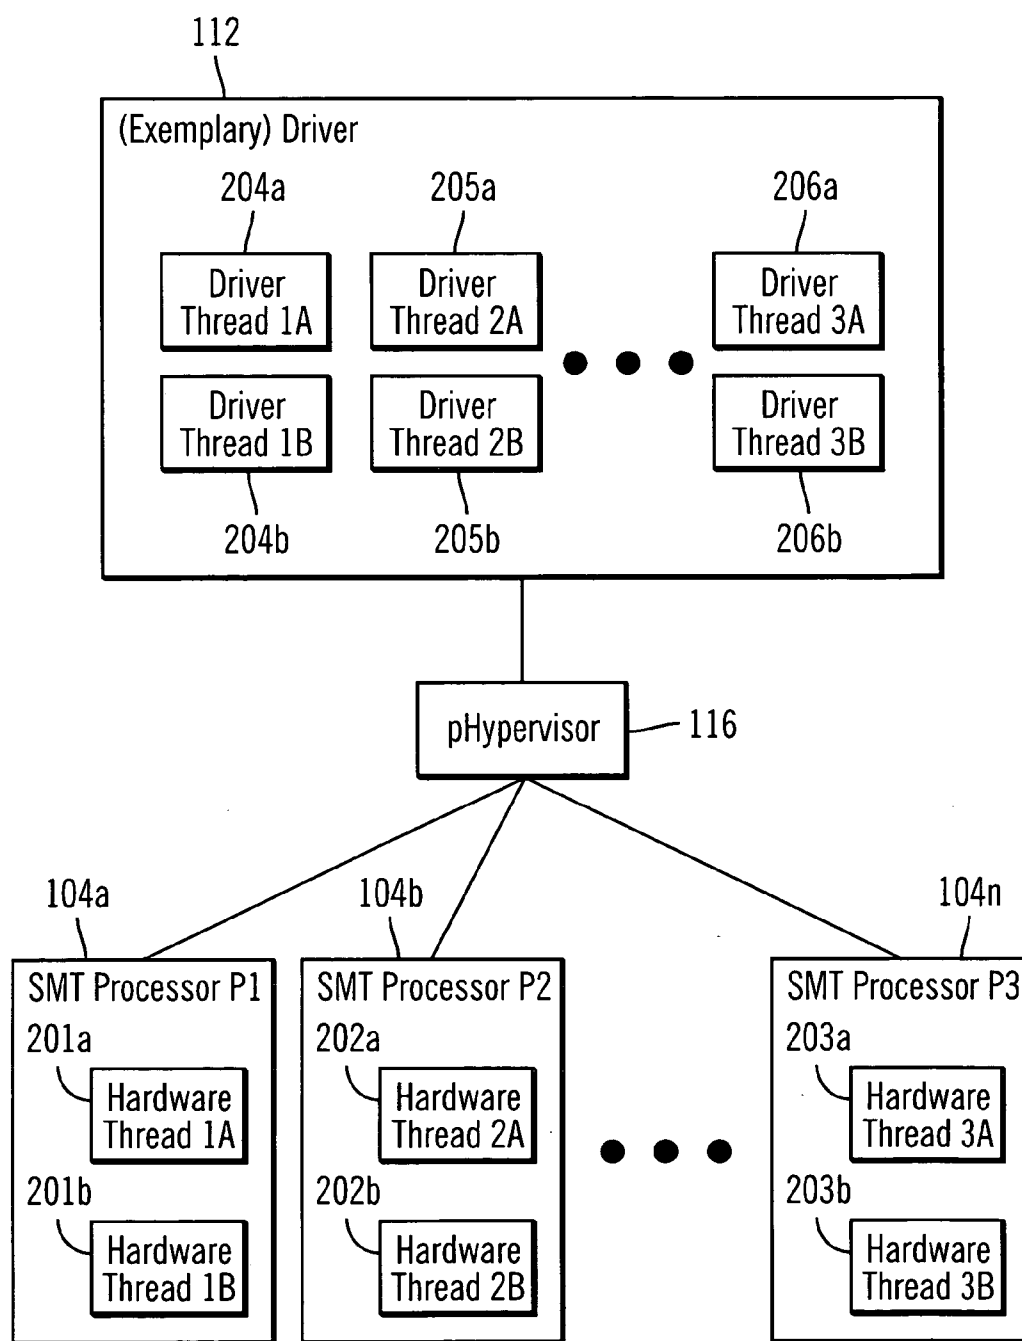 112
(Exemplary) Driver
204a
205a
206a
Driver
Thread 1A
Driver
Thread 2A
Driver
Thread 3A
Driver
Thread 1B
Driver
Thread 2B
Driver
Thread 3B
204b
205b
206b
pHypervisor
116
104a
104b
104n
SMT Processor P1
SMT Processor P2
SMT Processor P3
201a
202a
203a
Hardware
Thread 1A
Hardware
Thread 2A
Hardware
Thread 3A
201b
202b
203b
Hardware
Thread 1B
Hardware
Thread 2B
Hardware
Thread 3B